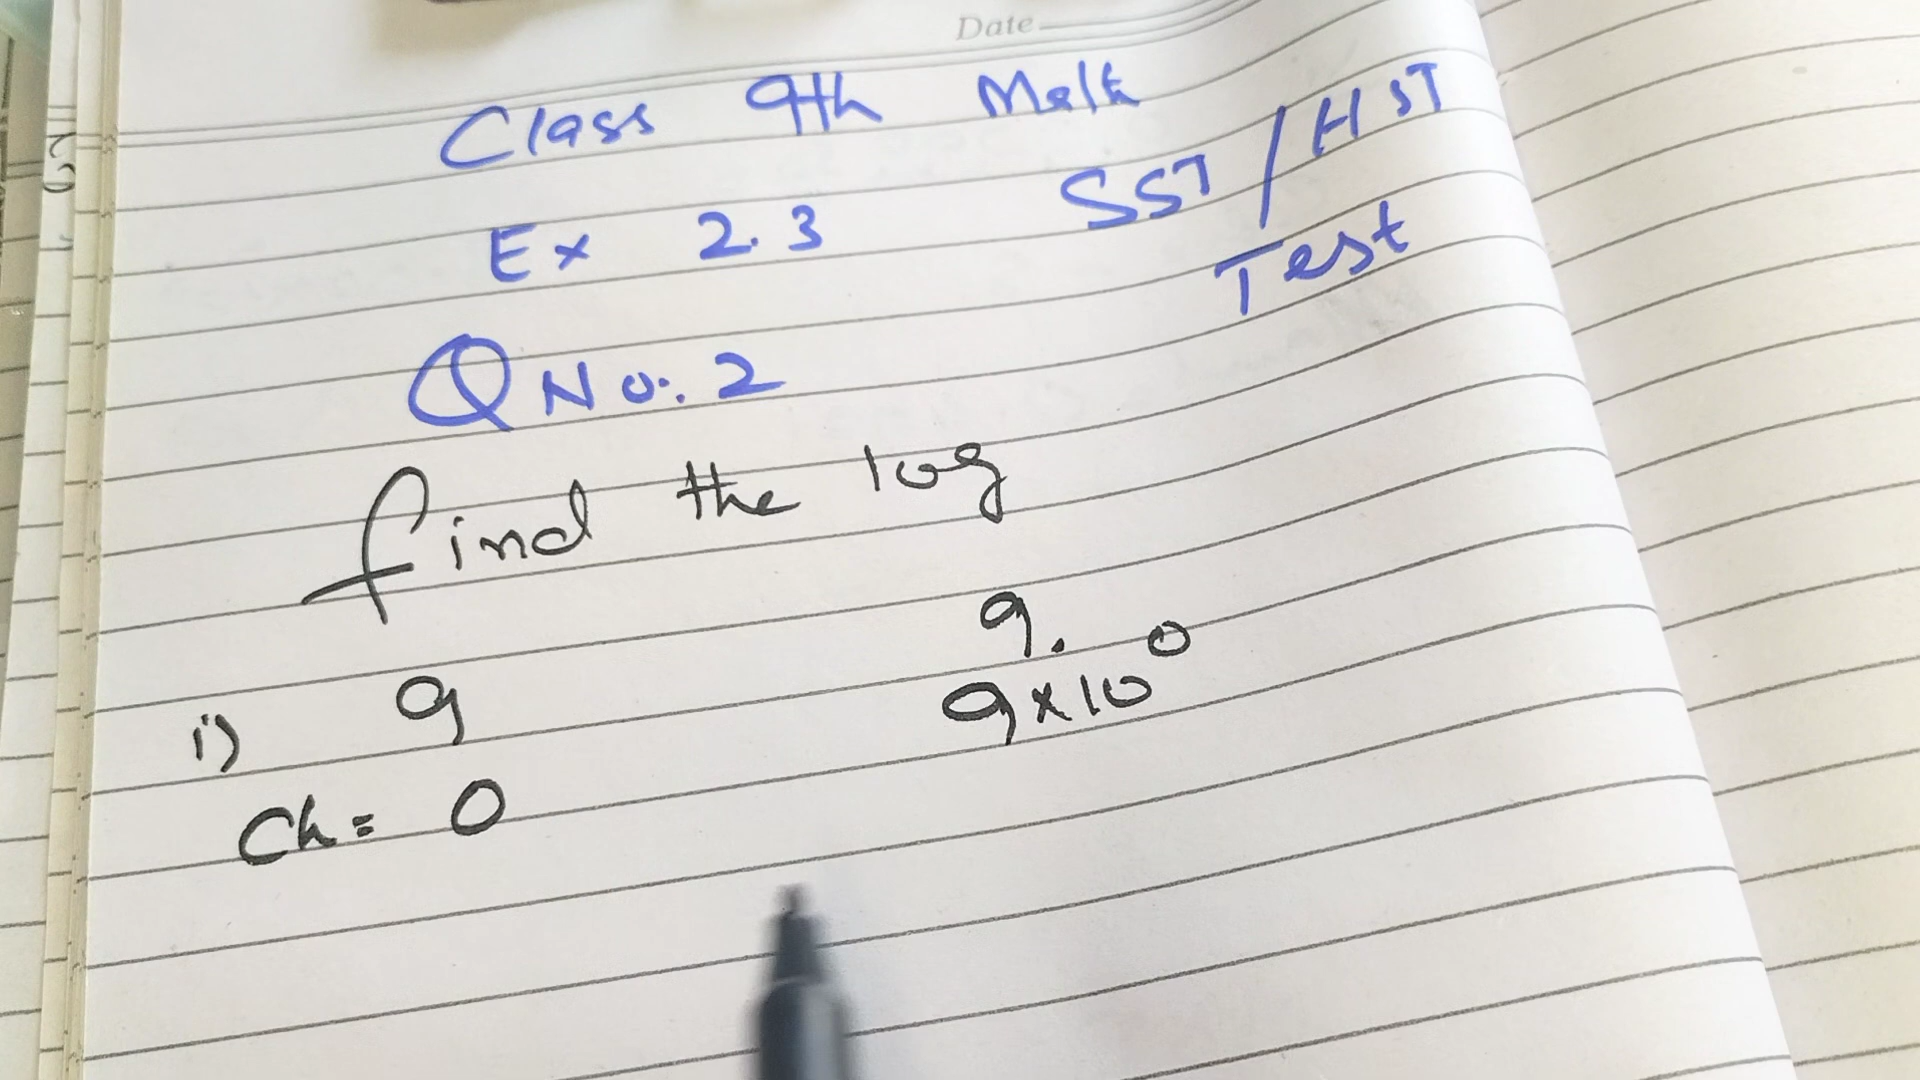 Date
Class 9th Math
SST / HST
Ex 2.3
Test
Q No. 2
find the log
9.
i) 9
9×10⁰
Ch = 0